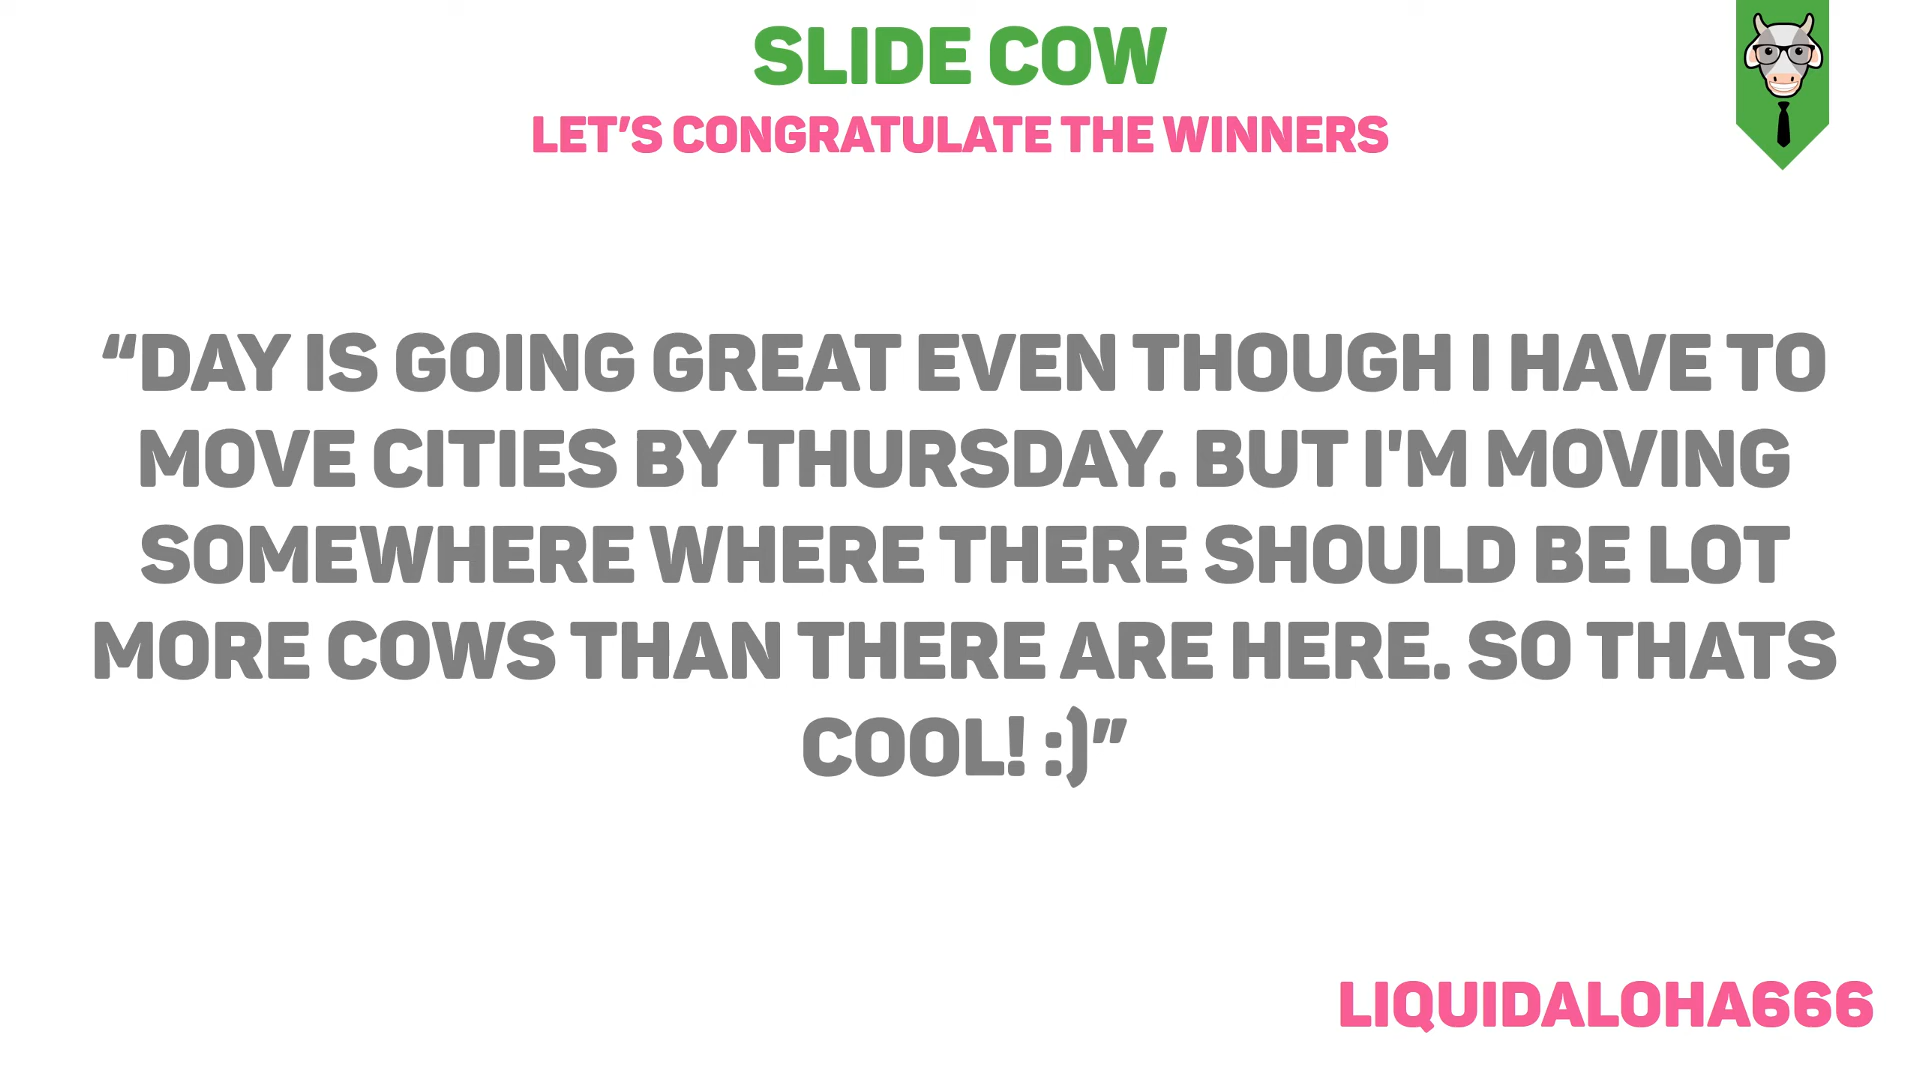 SLIDE COW
LET’S CONGRATULATE THE WINNERS
“DAY IS GOING GREAT EVEN THOUGH I HAVE TO
MOVE CITIES BY THURSDAY. BUT I'M MOVING
SOMEWHERE WHERE THERE SHOULD BE LOT
MORE COWS THAN THERE ARE HERE. SO THATS
COOL! :)”
LIQUIDALOHA666